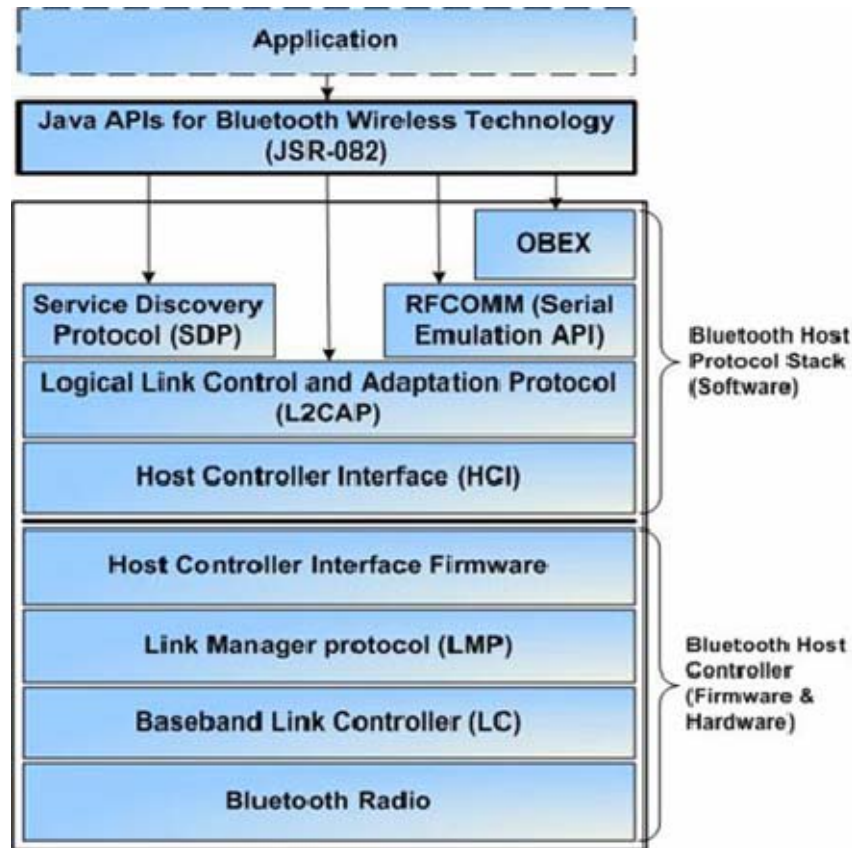 Application
Java APIs for Bluetooth Wireless Technology
(JSR-082)
OBEX
Service Discovery
Protocol (SDP)
RFCOMM (Serial
Emulation API)
Logical Link Control and Adaptation Protocol
(L2CAP)
Host Controller Interface (HCI)
Bluetooth Host
Protocol Stack
(Software)
Host Controller Interface Firmware
Link Manager protocol (LMP)
Baseband Link Controller (LC)
Bluetooth Radio
Bluetooth Host
Controller
(Firmware &
Hardware)